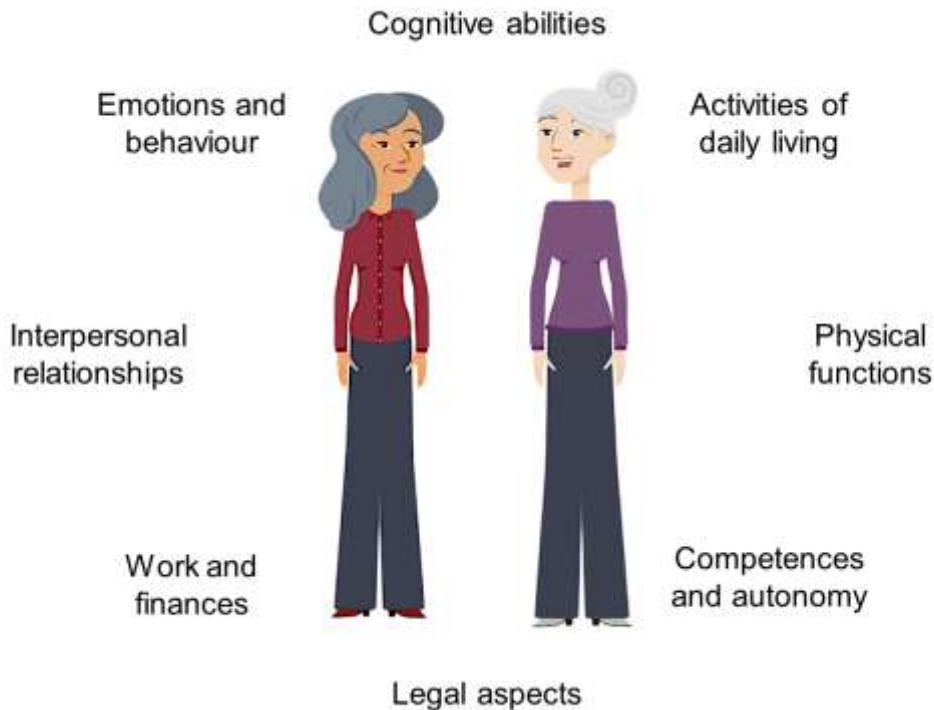 Cognitive abilities
Emotions and
behaviour
Activities of
daily living
Interpersonal
relationships
Physical
functions
Work and
finances
Competences
and autonomy
Legal aspects